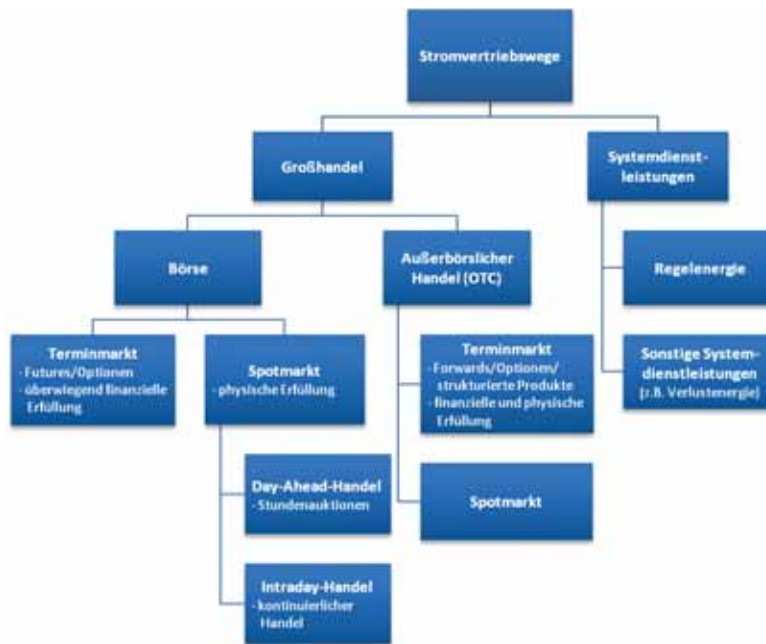 Stromvertriebswege
Großhandel
Systemdienst-
leistungen
Börse
Außerbörslicher
Handel (OTC)
Regelenergie
Terminmarkt
- Futures/Optionen
- überwiegend finanzielle
Erfüllung
Spotmarkt
- physische Erfüllung
Terminmarkt
- Forwards/Optionen/
strukturierte Produkte
- finanzielle und physische
Erfüllung
Sonstige System-
dienstleistungen
(z.B. Verlustenergie)
Day-Ahead-Handel
- Stundenauktionen
Spotmarkt
Intraday-Handel
- kontinuierlicher
Handel